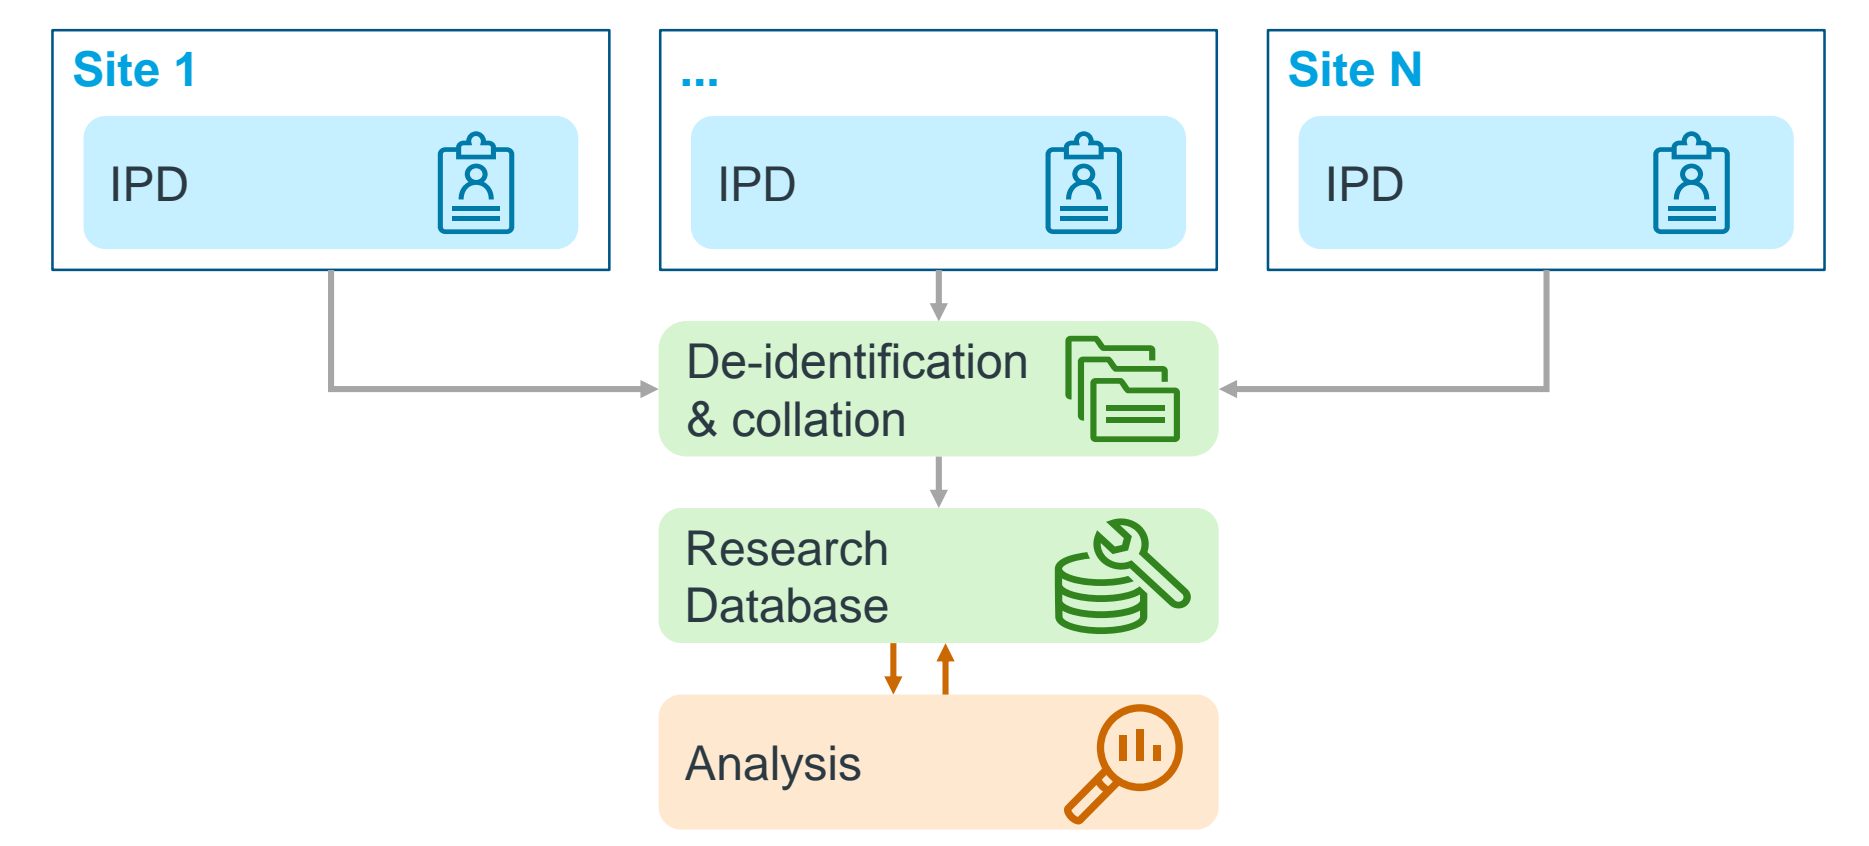 Site 1
...
Site N
IPD
IPD
IPD
De-identification
& collation
Research
Database
Analysis